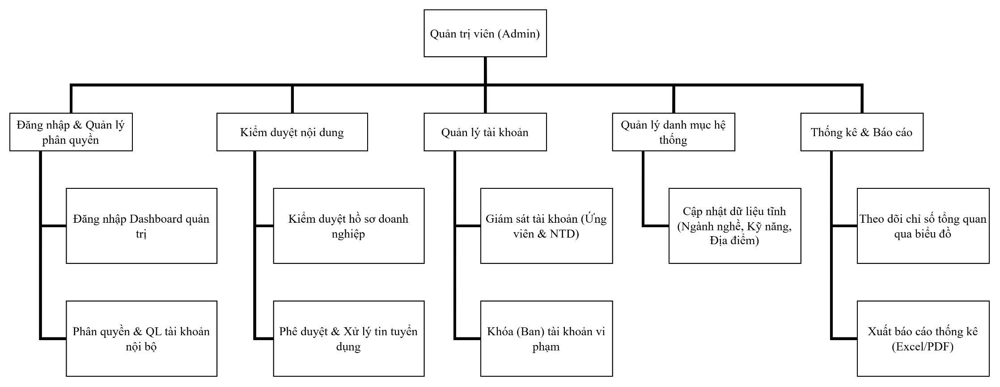 Quản trị viên (Admin)
Đăng nhập & Quản lý
phân quyền
Kiểm duyệt nội dung
Quản lý tài khoản
Quản lý danh mục hệ
thống
Thống kê & Báo cáo
Đăng nhập Dashboard quản
trị
Kiểm duyệt hồ sơ doanh
nghiệp
Giám sát tài khoản (Ứng
viên & NTD)
Cập nhật dữ liệu tĩnh
(Ngành nghề, Kỹ năng,
Địa điểm)
Theo dõi chỉ số tổng quan
qua biểu đồ
Phân quyền & QL tài khoản
nội bộ
Phê duyệt & Xử lý tin tuyển
dụng
Khóa (Ban) tài khoản vi
phạm
Xuất báo cáo thống kê
(Excel/PDF)